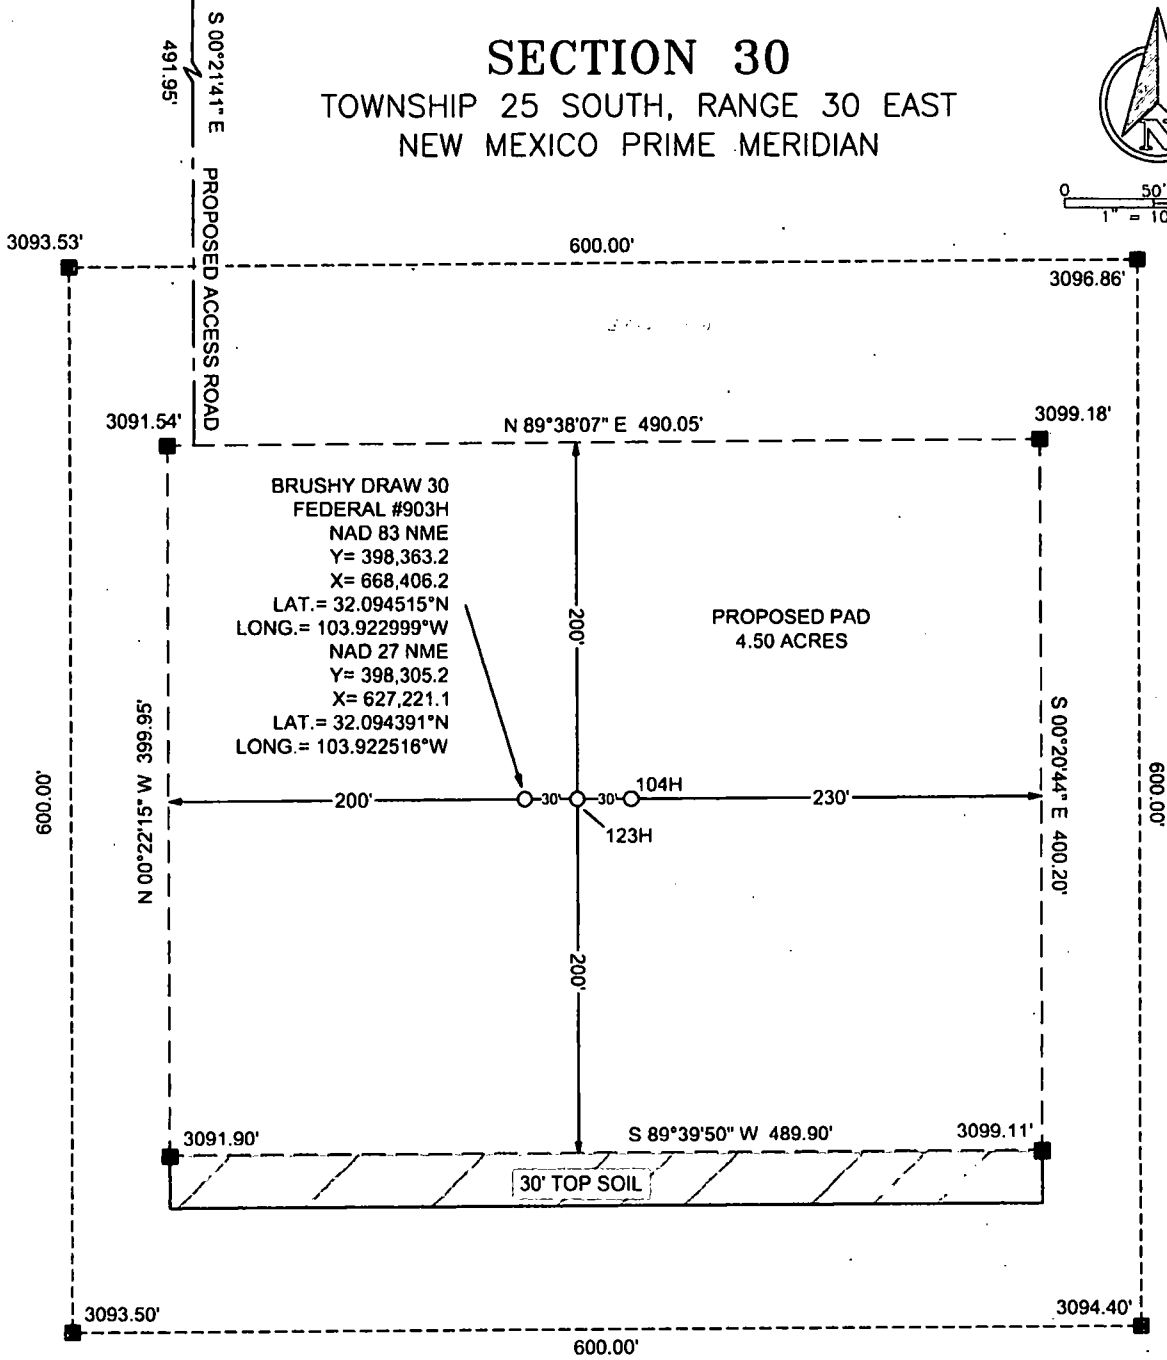 SECTION 30
TOWNSHIP 25 SOUTH, RANGE 30 EAST
NEW MEXICO PRIME MERIDIAN
S 00°21'41" E
491.95'
PROPOSED ACCESS ROAD
N
0 50'
1" = 10
3093.53'
600.00'
3096.86'
3091.54'
N 89°38'07" E 490.05'
3099.18'
BRUSHY DRAW 30
FEDERAL #903H
NAD 83 NME
Y= 398,363.2
X= 668,406.2
LAT.= 32.094515°N
LONG.= 103.922999°W
NAD 27 NME
Y= 398,305.2
X= 627,221.1
LAT.= 32.094391°N
LONG.= 103.922516°W
200'
PROPOSED PAD
4.50 ACRES
600.00'
N 00°22'15" W 399.95'
200'
30'
30'
104H
230'
123H
S 00°20'44" E 400.20'
600.00'
200'
3091.90'
S 89°39'50" W 489.90'
3099.11'
30' TOP SOIL
3093.50'
3094.40'
600.00'